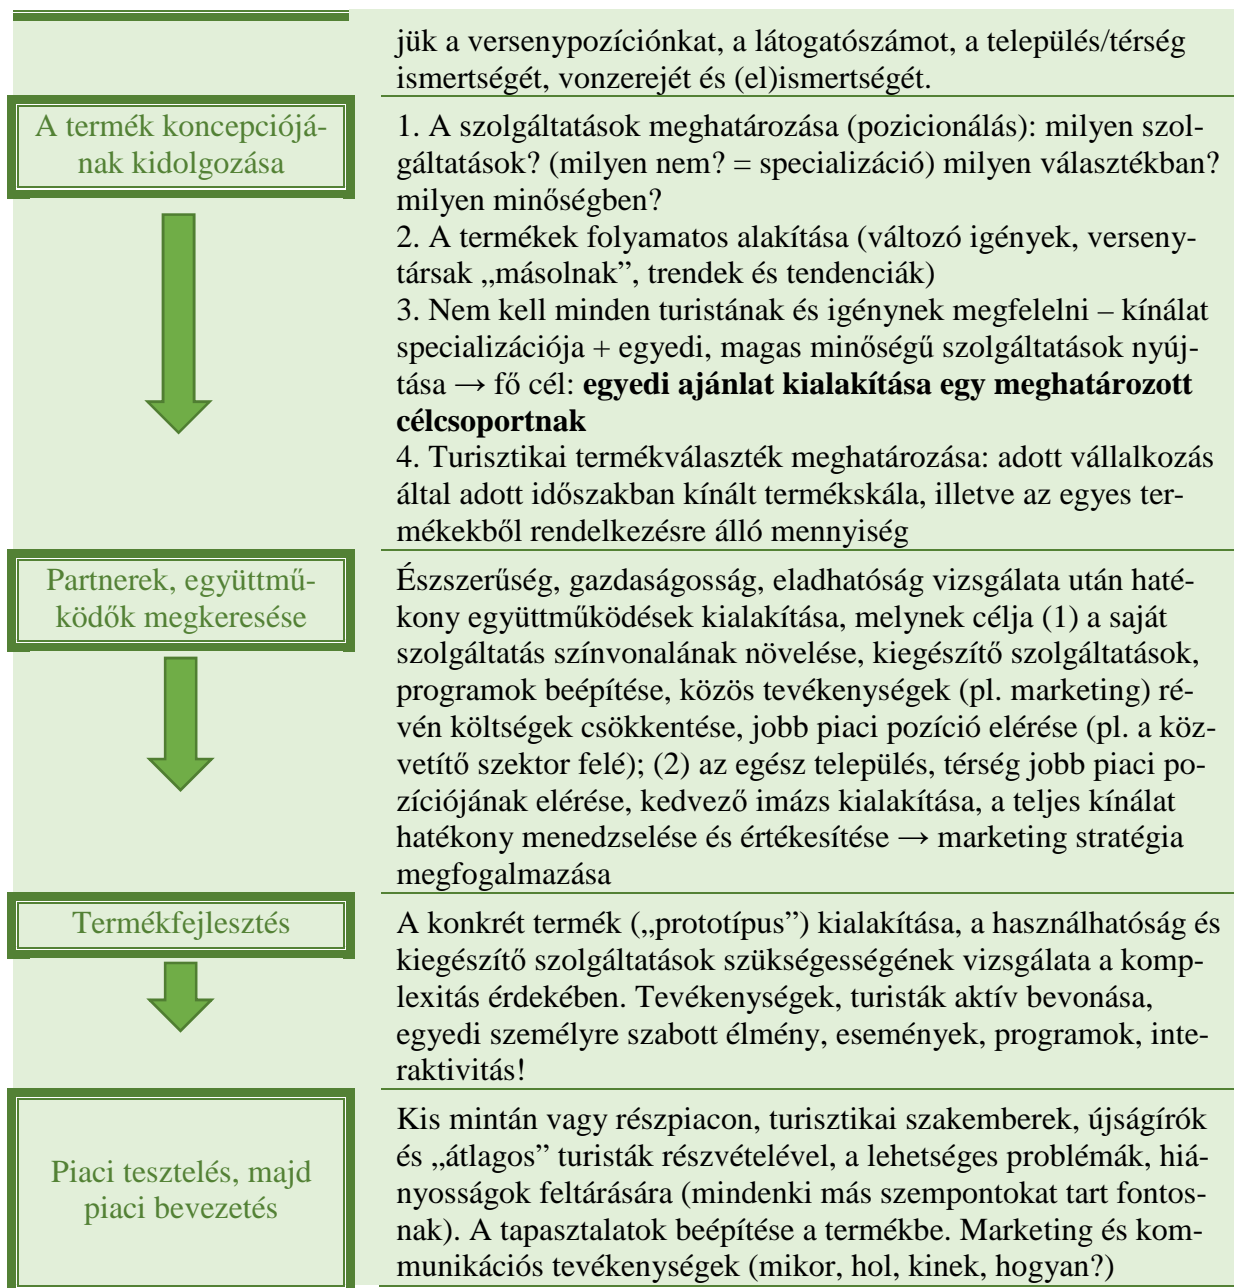 jük a versenypozíciónkat, a látogatószámot, a település/térség
ismertségét, vonzerejét és (el)ismertségét.
A termék koncepciójá-
nak kidolgozása
1. A szolgáltatások meghatározása (pozicionálás): milyen szol-
gáltatások? (milyen nem? = specializáció) milyen választékban?
milyen minőségben?
2. A termékek folyamatos alakítása (változó igények, verseny-
társak „másolnak”, trendek és tendenciák)
3. Nem kell minden turistának és igénynek megfelelni – kínálat
specializációja + egyedi, magas minőségű szolgáltatások nyúj-
tása → fő cél: egyedi ajánlat kialakítása egy meghatározott
célcsoportnak
4. Turisztikai termékválaszték meghatározása: adott vállalkozás
által adott időszakban kínált termékskála, illetve az egyes ter-
mékekből rendelkezésre álló mennyiség
Partnerek, együttmű-
ködők megkeresése
Észszerűség, gazdaságosság, eladhatóság vizsgálata után haté-
kony együttműködések kialakítása, melynek célja (1) a saját
szolgáltatás színvonalának növelése, kiegészítő szolgáltatások,
programok beépítése, közös tevékenységek (pl. marketing) ré-
vén költségek csökkentése, jobb piaci pozíció elérése (pl. a köz-
vetítő szektor felé); (2) az egész település, térség jobb piaci po-
zíciójának elérése, kedvező imázs kialakítása, a teljes kínálat
hatékony menedzselése és értékesítése → marketing stratégia
megfogalmazása
Termékfejlesztés
A konkrét termék („prototípus”) kialakítása, a használhatóság és
kiegészítő szolgáltatások szükségességének vizsgálata a komp-
lexitás érdekében. Tevékenységek, turisták aktív bevonása,
egyedi személyre szabott élmény, események, programok, inte-
raktivitás!
Piaci tesztelés, majd
piaci bevezetés
Kis mintán vagy részpiacon, turisztikai szakemberek, újságírók
és „átlagos” turisták részvételével, a lehetséges problémák, hiá-
nyosságok feltárására (mindenki más szempontokat tart fontos-
nak). A tapasztalatok beépítése a termékbe. Marketing és kom-
munikációs tevékenységek (mikor, hol, kinek, hogyan?)